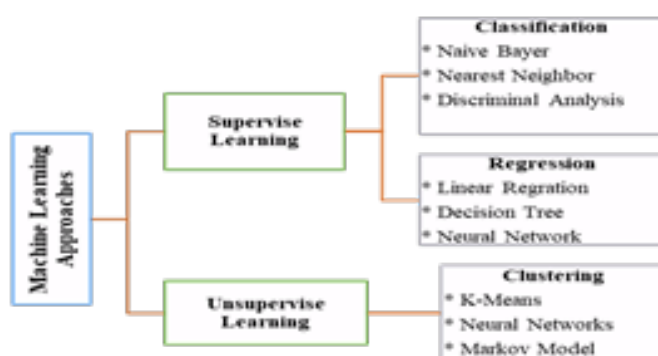 Machine Learning
Approaches
Supervise
Learning
Classification
* Naive Bayer
* Nearest Neighbor
* Discriminal Analysis
Regression
* Linear Regration
* Decision Tree
* Neural Network
Unsupervise
Learning
Clustering
* K-Means
* Neural Networks
* Markov Model